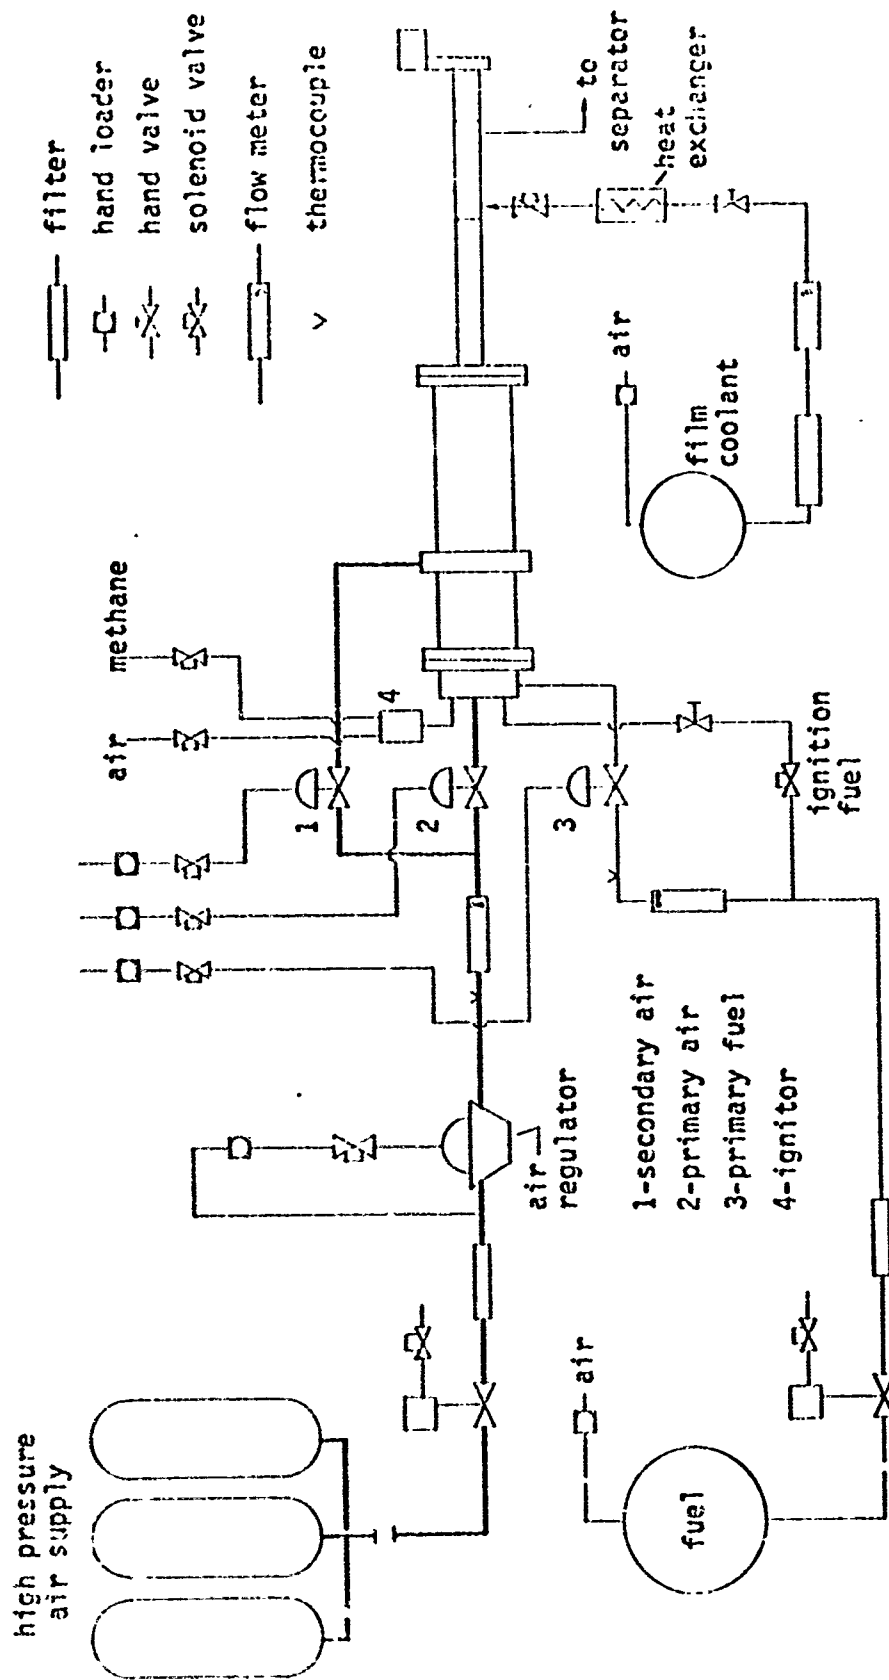 high pressure
air supply
air
methane
filter
hand loader
hand valve
solenoid valve
flow meter
thermocouple
1
2
3
4
air
regulator
to
separator
heat
exchanger
air
film
coolant
ignition
fuel
1-secondary air
2-primary air
3-primary fuel
4-ignitor
air
fuel